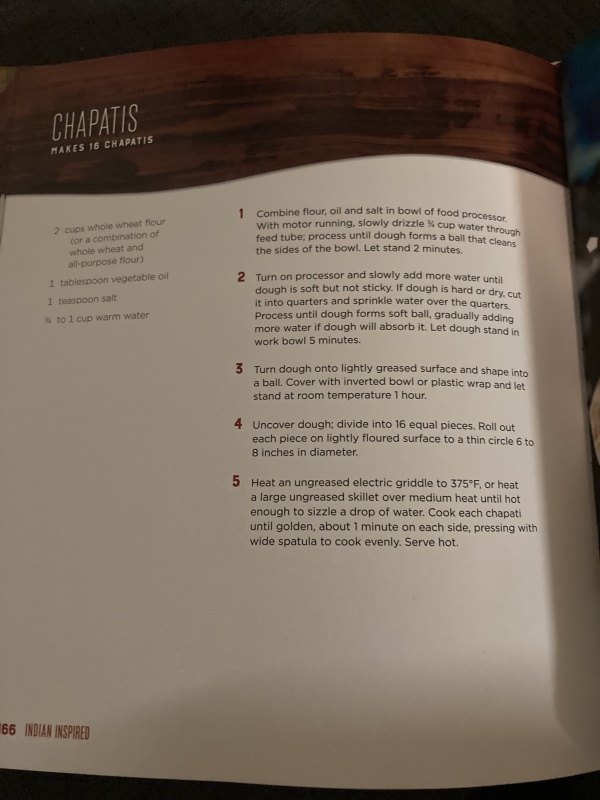 CHAPATIS
MAKES 16 CHAPATIS
2 cups whole wheat flour
(or a combination of
whole wheat and
all-purpose flour)
1 tablespoon vegetable oil
1 teaspoon salt
¾ to 1 cup warm water
1 Combine flour, oil and salt in bowl of food processor.
With motor running, slowly drizzle ¾ cup water through
feed tube; process until dough forms a ball that cleans
the sides of the bowl. Let stand 2 minutes.
2 Turn on processor and slowly add more water until
dough is soft but not sticky. If dough is hard or dry, cut
it into quarters and sprinkle water over the quarters.
Process until dough forms soft ball, gradually adding
more water if dough will absorb it. Let dough stand in
work bowl 5 minutes.
3 Turn dough onto lightly greased surface and shape into
a ball. Cover with inverted bowl or plastic wrap and let
stand at room temperature 1 hour.
4 Uncover dough; divide into 16 equal pieces. Roll out
each piece on lightly floured surface to a thin circle 6 to
8 inches in diameter.
5 Heat an ungreased electric griddle to 375°F, or heat
a large ungreased skillet over medium heat until hot
enough to sizzle a drop of water. Cook each chapati
until golden, about 1 minute on each side, pressing with
wide spatula to cook evenly. Serve hot.
166 INDIAN INSPIRED